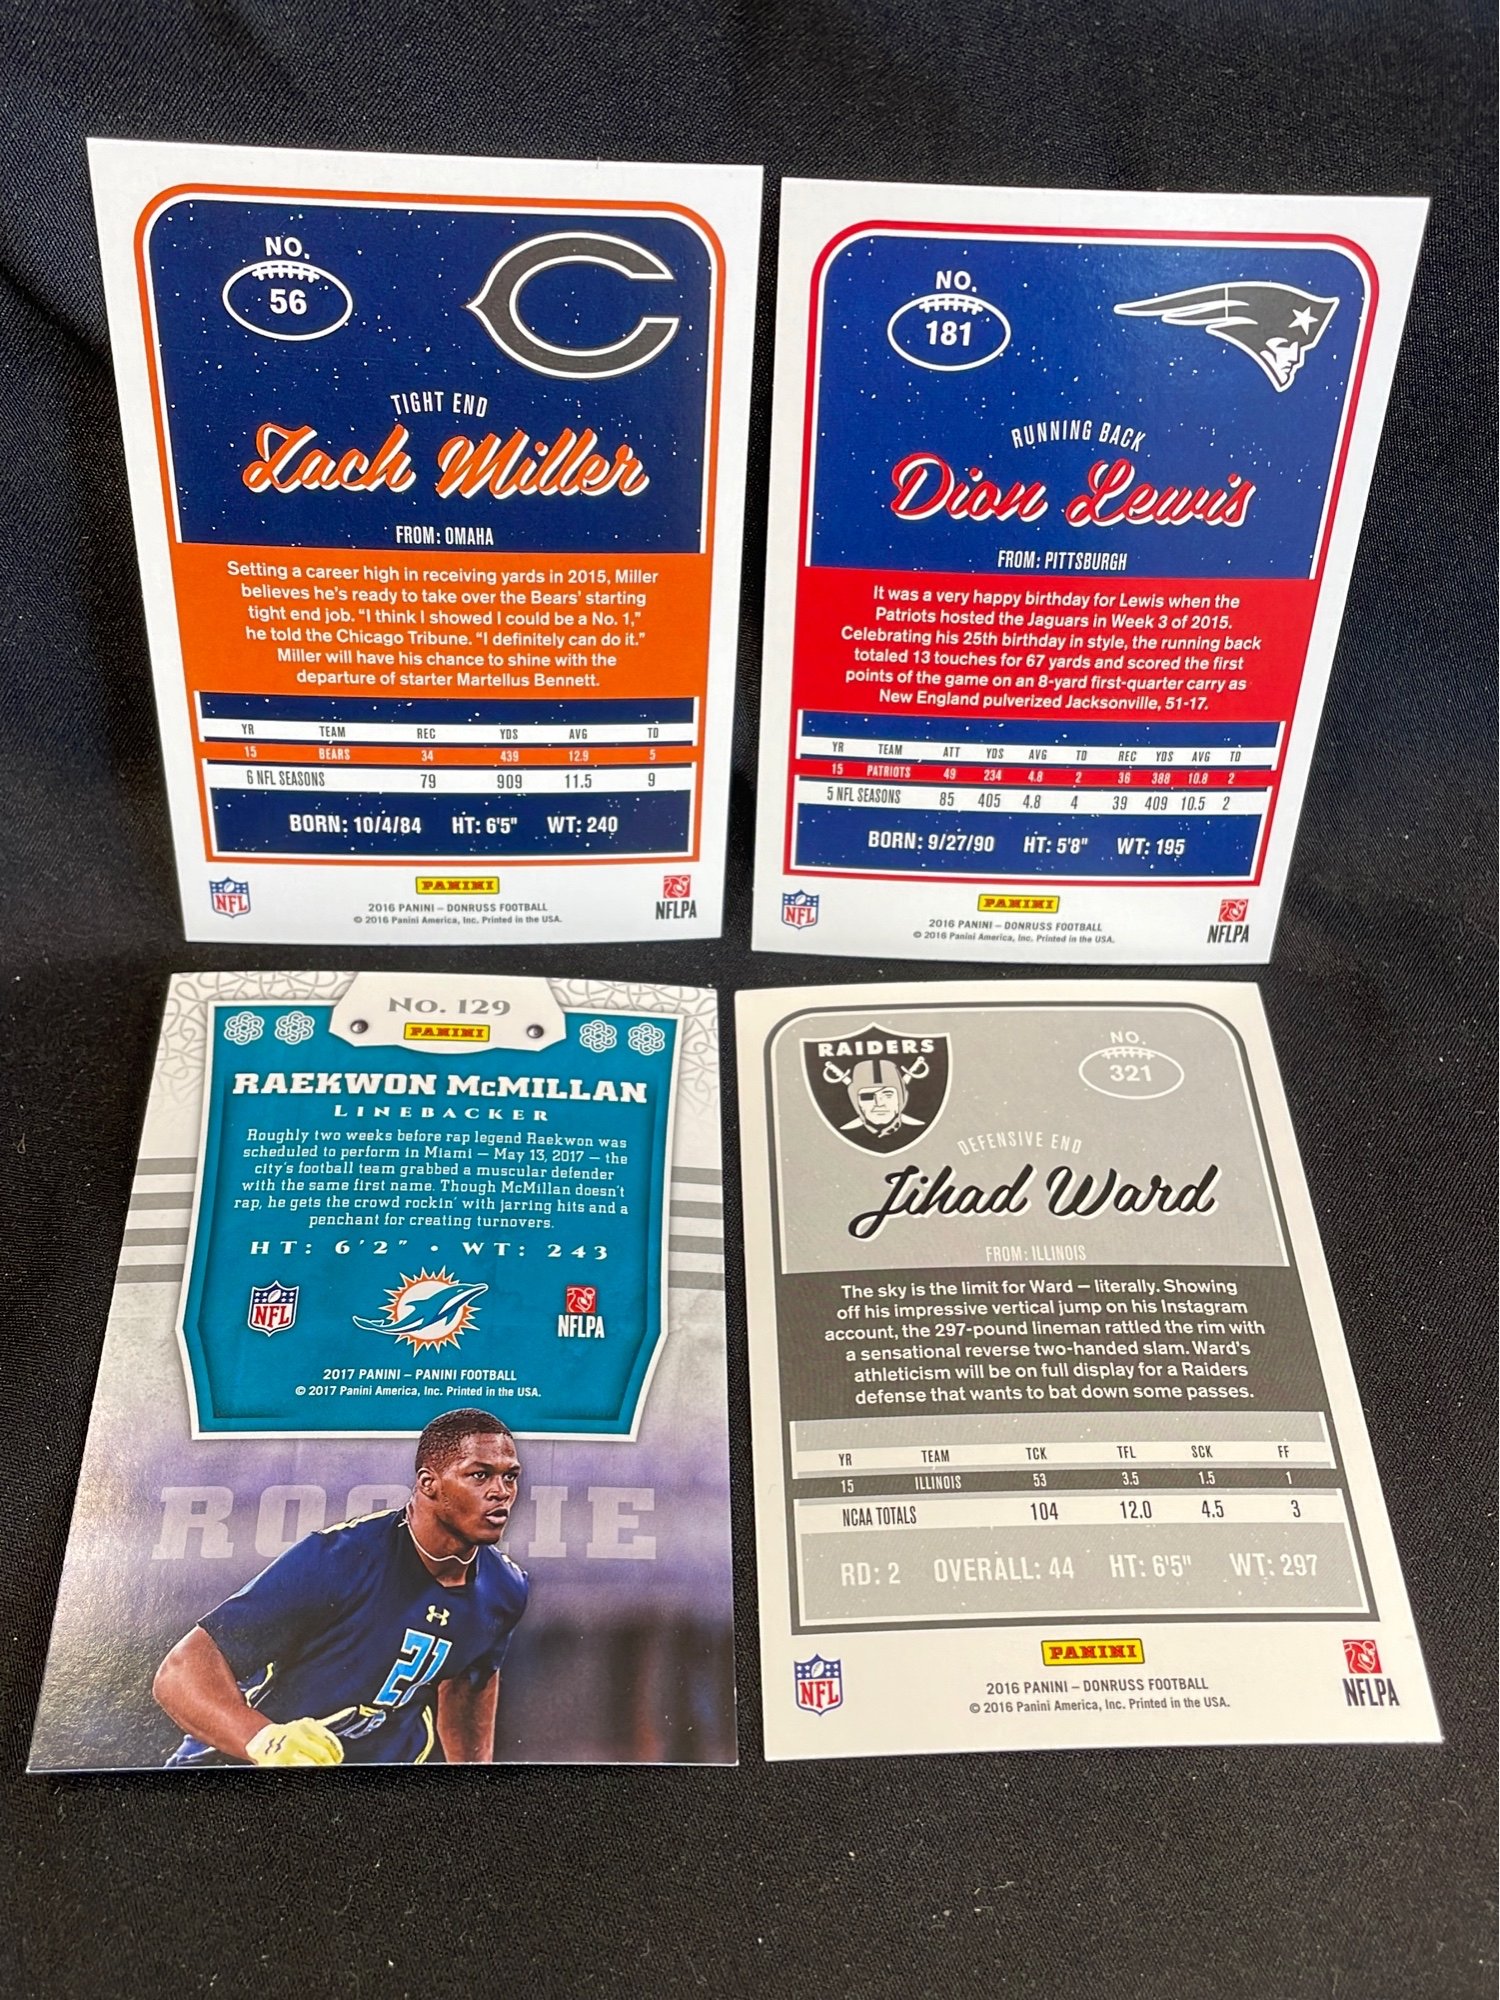 NO.
56
TIGHT END
Zach Miller
FROM: OMAHA
Setting a career high in receiving yards in 2015, Miller
believes he's ready to take over the Bears' starting
tight end job. "I think I showed I could be a No. 1,"
he told the Chicago Tribune. "I definitely can do it."
Miller will have his chance to shine with the
departure of starter Martellus Bennett.
YR TEAM REC YDS AVG TD
15 BEARS 34 439 12.9 5
6 NFL SEASONS 79 909 11.5 9
BORN: 10/4/84 HT: 6'5" WT: 240
NFL
PANINI
2016 PANINI – DONRUSS FOOTBALL
© 2016 Panini America, Inc. Printed in the USA.
NFLPA
NO.
181
RUNNING BACK
Dion Lewis
FROM: PITTSBURGH
It was a very happy birthday for Lewis when the
Patriots hosted the Jaguars in Week 3 of 2015.
Celebrating his 25th birthday in style, the running back
totaled 13 touches for 67 yards and scored the first
points of the game on an 8-yard first-quarter carry as
New England pulverized Jacksonville, 51-17.
YR TEAM ATT YDS AVG TD REC YDS AVG TD
15 PATRIOTS 49 234 4.8 2 36 388 10.8 2
5 NFL SEASONS 85 405 4.8 4 39 409 10.5 2
BORN: 9/27/90 HT: 5'8" WT: 195
NFL
PANINI
2016 PANINI – DONRUSS FOOTBALL
© 2016 Panini America, Inc. Printed in the USA.
NFLPA
No. 129
PANINI
RAEKWON McMILLAN
LINEBACKER
Roughly two weeks before rap legend Raekwon was
scheduled to perform in Miami — May 13, 2017 — the
city's football team grabbed a muscular defender
with the same first name. Though McMillan doesn't
rap, he gets the crowd rockin' with jarring hits and a
penchant for creating turnovers.
HT: 6'2" • WT: 243
NFL
NFLPA
2017 PANINI – PANINI FOOTBALL
© 2017 Panini America, Inc. Printed in the USA.
ROOKIE
21
RAIDERS
NO.
321
DEFENSIVE END
Jihad Ward
FROM: ILLINOIS
The sky is the limit for Ward — literally. Showing
off his impressive vertical jump on his Instagram
account, the 297-pound lineman rattled the rim with
a sensational reverse two-handed slam. Ward's
athleticism will be on full display for a Raiders
defense that wants to bat down some passes.
YR TEAM TCK TFL SCK FF
15 ILLINOIS 53 3.5 1.5 1
NCAA TOTALS 104 12.0 4.5 3
RD: 2 OVERALL: 44 HT: 6'5" WT: 297
NFL
PANINI
2016 PANINI – DONRUSS FOOTBALL
© 2016 Panini America, Inc. Printed in the USA.
NFLPA